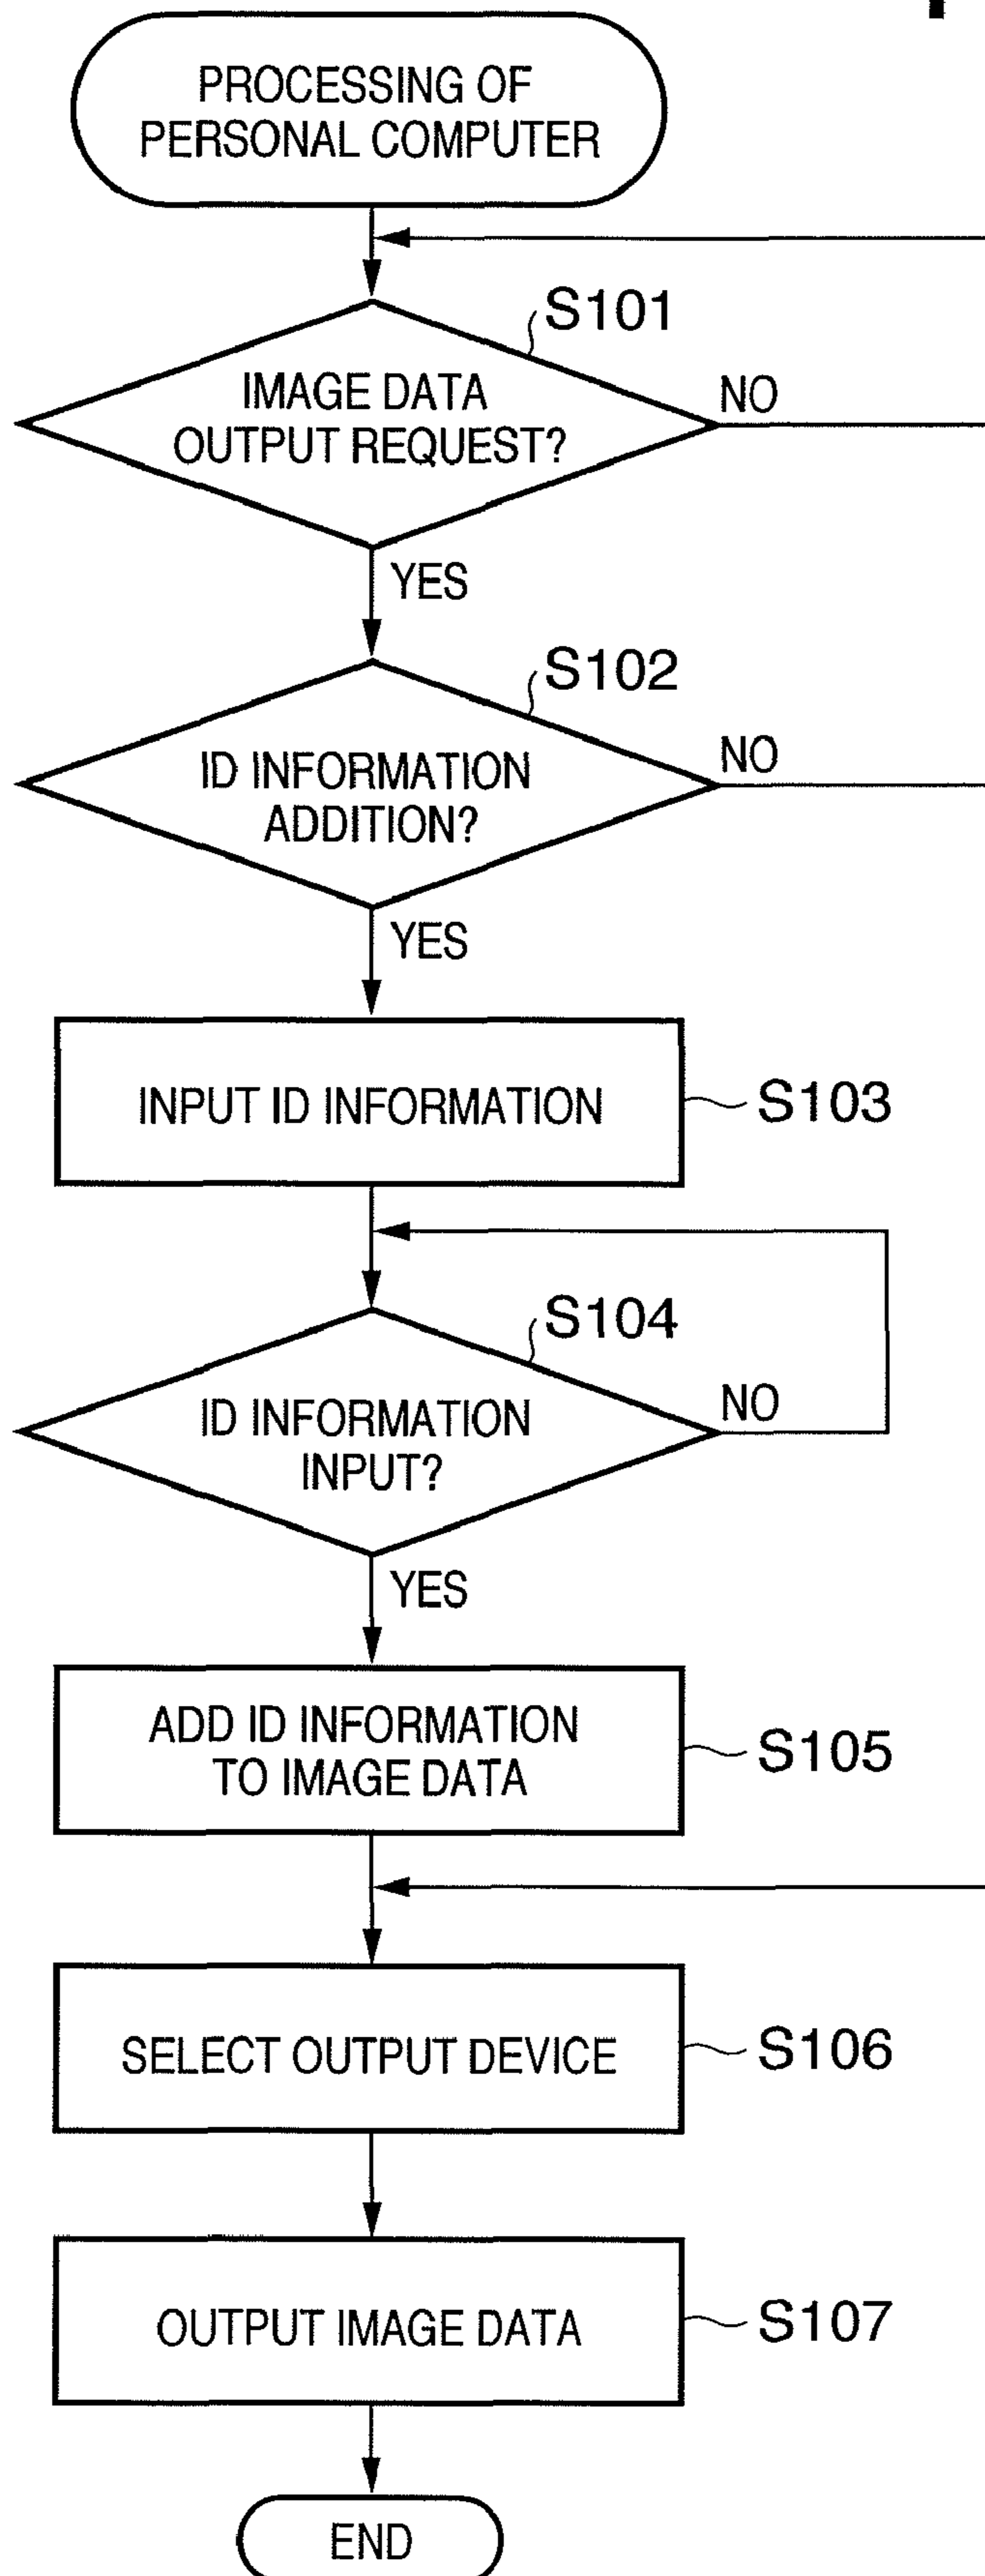 PROCESSING OF
PERSONAL COMPUTER
S101
IMAGE DATA
OUTPUT REQUEST?
NO
YES
S102
ID INFORMATION
ADDITION?
NO
YES
INPUT ID INFORMATION
S103
S104
ID INFORMATION
INPUT?
NO
YES
ADD ID INFORMATION
TO IMAGE DATA
S105
SELECT OUTPUT DEVICE
S106
OUTPUT IMAGE DATA
S107
END